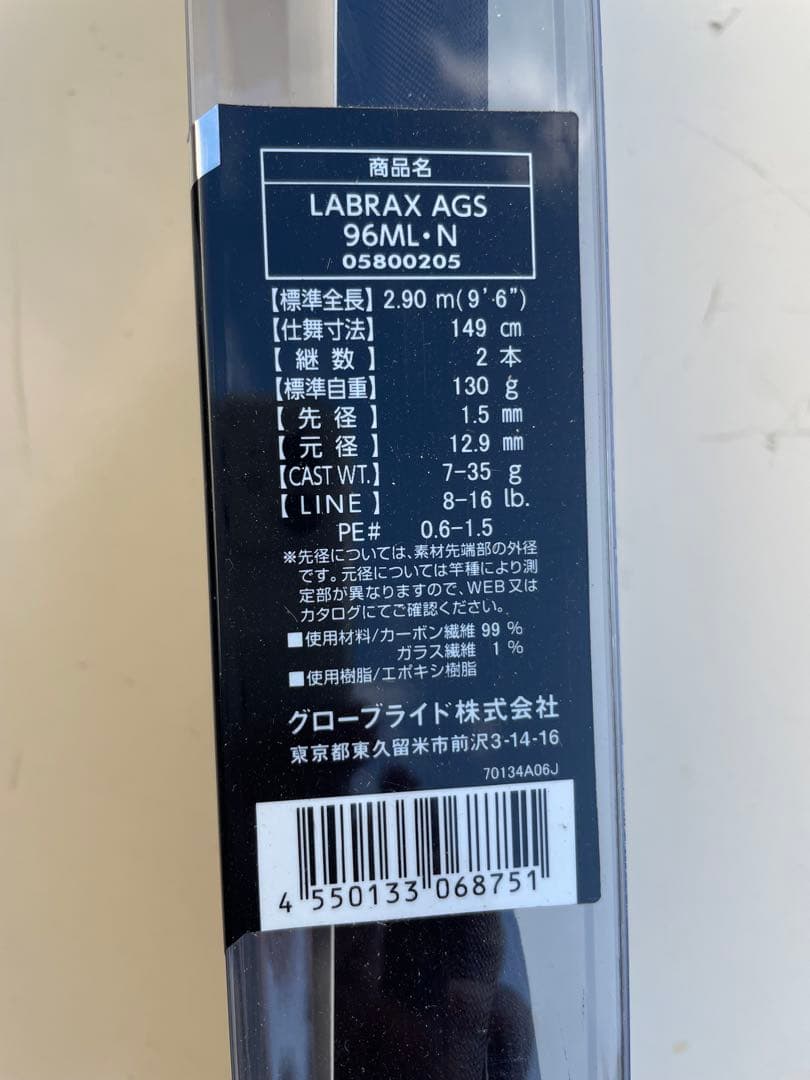 商品名
LABRAX AGS
96ML・N
05800205
【標準全長】 2.90 m(9'・6")
【仕舞寸法】 149 cm
【 継 数 】 2 本
【標準自重】 130 g
【 先 径 】 1.5 mm
【 元 径 】 12.9 mm
【CAST WT.】 7-35 g
【 LINE 】 8-16 lb.
PE# 0.6-1.5
※先径については、素材先端部の外径
です。元径については竿種により測
定部が異なりますので、WEB又は
カタログにてご確認ください。
■使用材料/カーボン繊維 99 %
ガラス繊維 1 %
■使用樹脂/エポキシ樹脂
グローブライド株式会社
東京都東久留米市前沢3-14-16
70134A06J
4 550133 068751